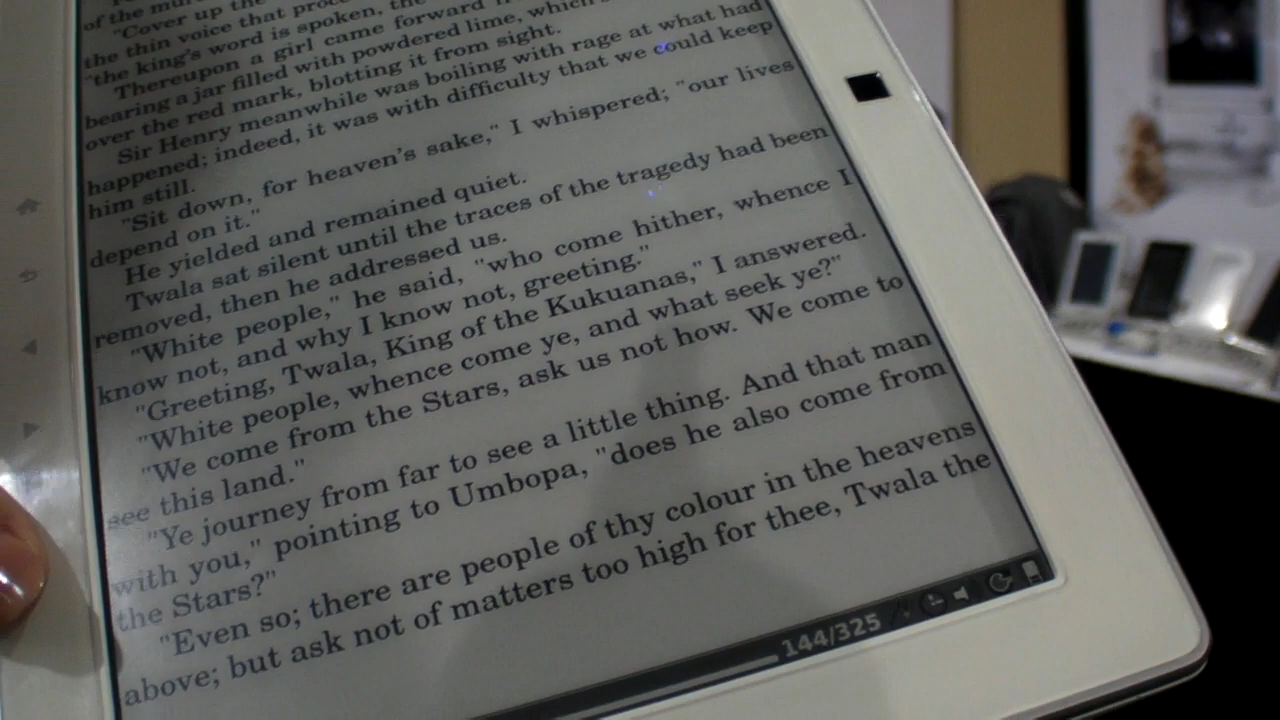 of the
"Cover up the
the thin voice that
"the king's word is spoken, the
Thereupon a girl came forward
bearing a jar filled with powdered lime, which
over the red mark, blotting it from sight.
Sir Henry meanwhile was boiling with rage at what had
happened; indeed, it was with difficulty that we could keep
him still.
"Sit down, for heaven's sake," I whispered; "our lives
depend on it."
He yielded and remained quiet.
Twala sat silent until the traces of the tragedy had been
removed, then he addressed us.
"White people," he said, "who come hither, whence I
know not, and why I know not, greeting."
"Greeting, Twala, King of the Kukuanas," I answered.
"White people, whence come ye, and what seek ye?"
"We come from the Stars, ask us not how. We come to
see this land."
"Ye journey from far to see a little thing. And that man
with you," pointing to Umbopa, "does he also come from
the Stars?"
"Even so; there are people of thy colour in the heavens
above; but ask not of matters too high for thee, Twala the
144/325